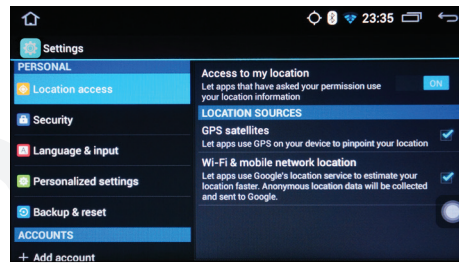 23:35
Settings
PERSONAL
Location access
Security
Language & input
Personalized settings
Backup & reset
ACCOUNTS
+ Add account
Access to my location
Let apps that have asked your permission use
your location information
ON
LOCATION SOURCES
GPS satellites
Let apps use GPS on your device to pinpoint your location
Wi-Fi & mobile network location
Let apps use Google's location service to estimate your
location faster. Anonymous location data will be collected
and sent to Google.